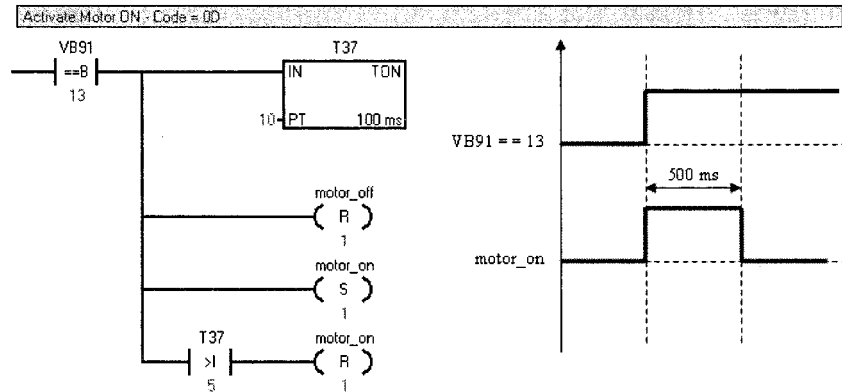 Activate Motor ON - Code = 0D
VB91
==B
13
T37
IN TON
10 PT 100 ms
motor_off
R
1
motor_on
S
1
T37
>I
5
motor_on
R
1
VB91 == 13
500 ms
motor_on